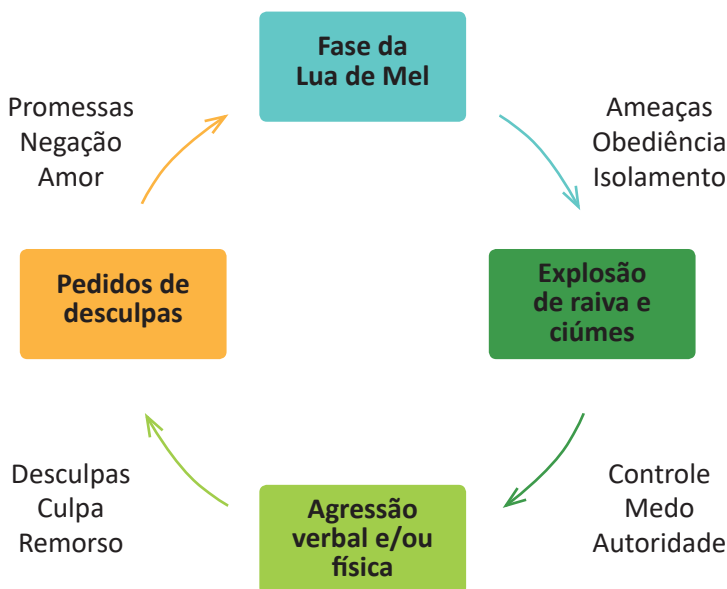 Fase da
Lua de Mel
Promessas
Negação
Amor
Ameaças
Obediência
Isolamento
Pedidos de
desculpas
Explosão
de raiva e
ciúmes
Desculpas
Culpa
Remorso
Agressão
verbal e/ou
física
Controle
Medo
Autoridade